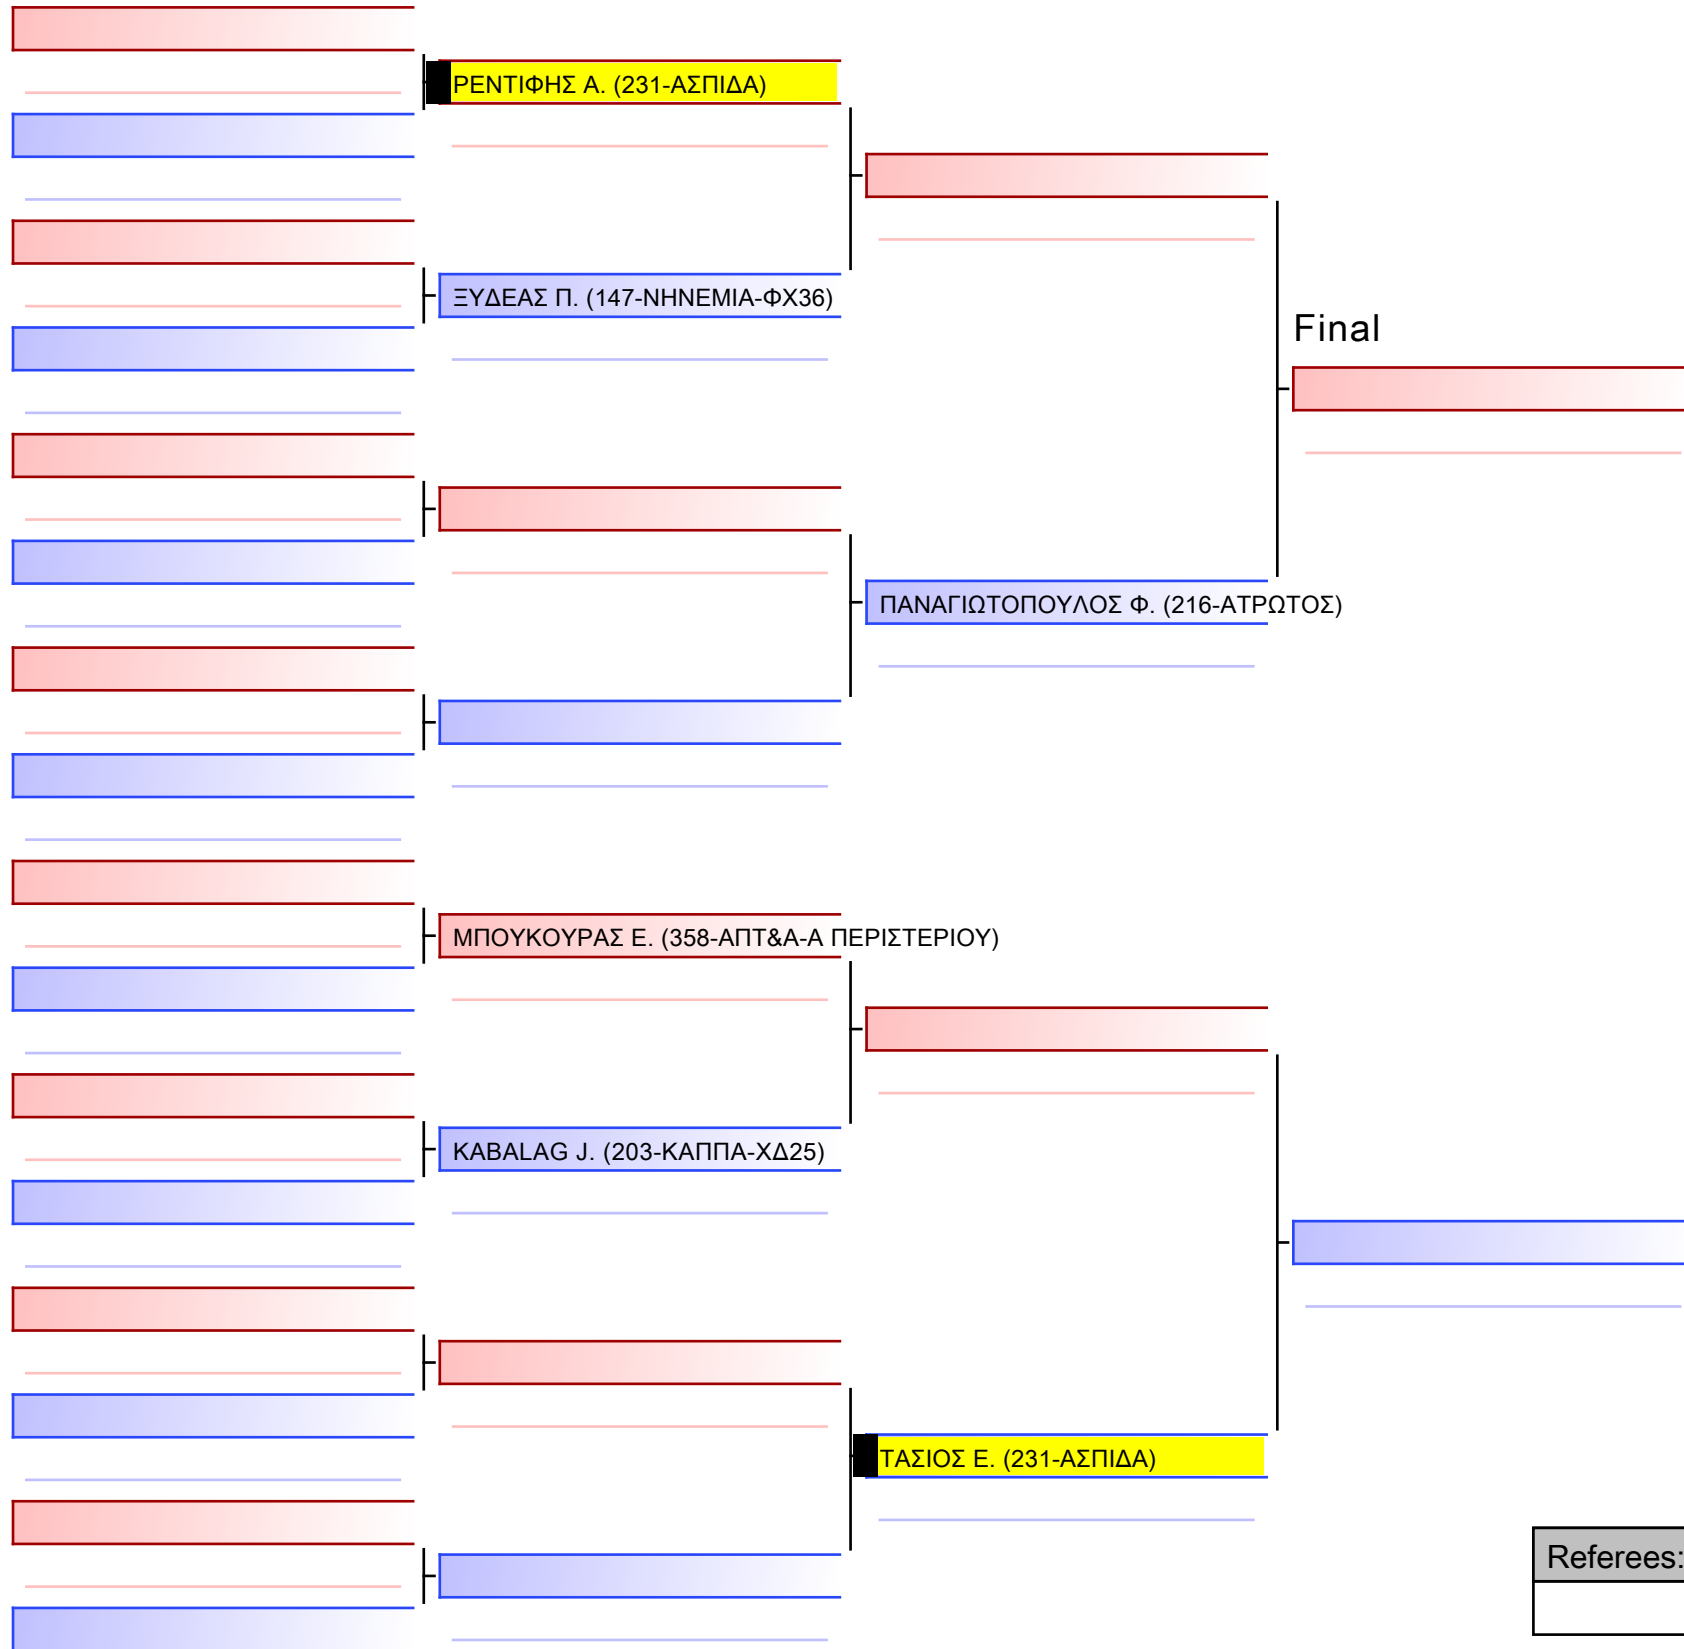 ΡΕΝΤΙΦΗΣ Α. (231-ΑΣΠΙΔΑ)
ΞΥΔΕΑΣ Π. (147-ΝΗΝΕΜΙΑ-ΦΧ36)
Final
ΠΑΝΑΓΙΩΤΟΠΟΥΛΟΣ Φ. (216-ΑΤΡΩΤΟΣ)
ΜΠΟΥΚΟΥΡΑΣ Ε. (358-ΑΠΤ&Α-Α ΠΕΡΙΣΤΕΡΙΟΥ)
KABALAG J. (203-ΚΑΠΠΑ-ΧΔ25)
ΤΑΣΙΟΣ Ε. (231-ΑΣΠΙΔΑ)
Referees: